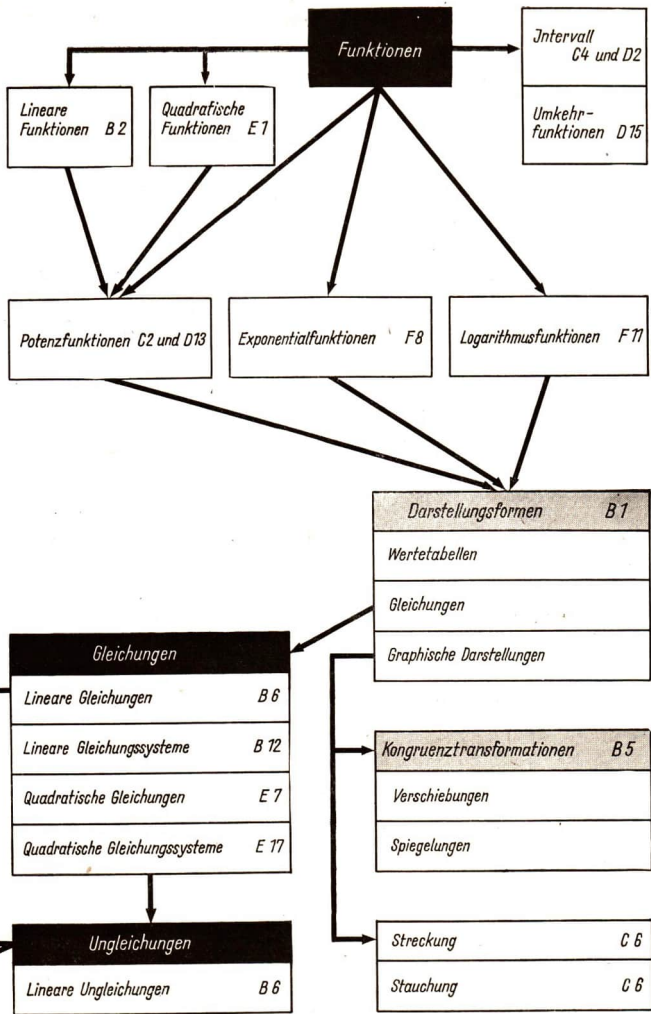 Funktionen
Intervall
C4 und D2
Umkehr-
funktionen D15
Lineare
Funktionen B2
Quadratische
Funktionen E1
Potenzfunktionen C2 und D13
Exponentialfunktionen F8
Logarithmusfunktionen F11
Darstellungsformen B1
Wertetabellen
Gleichungen
Graphische Darstellungen
Gleichungen
Lineare Gleichungen B6
Lineare Gleichungssysteme B12
Quadratische Gleichungen E7
Quadratische Gleichungssysteme E17
Kongruenztransformationen B5
Verschiebungen
Spiegelungen
Ungleichungen
Lineare Ungleichungen B6
Streckung C6
Stauchung C6